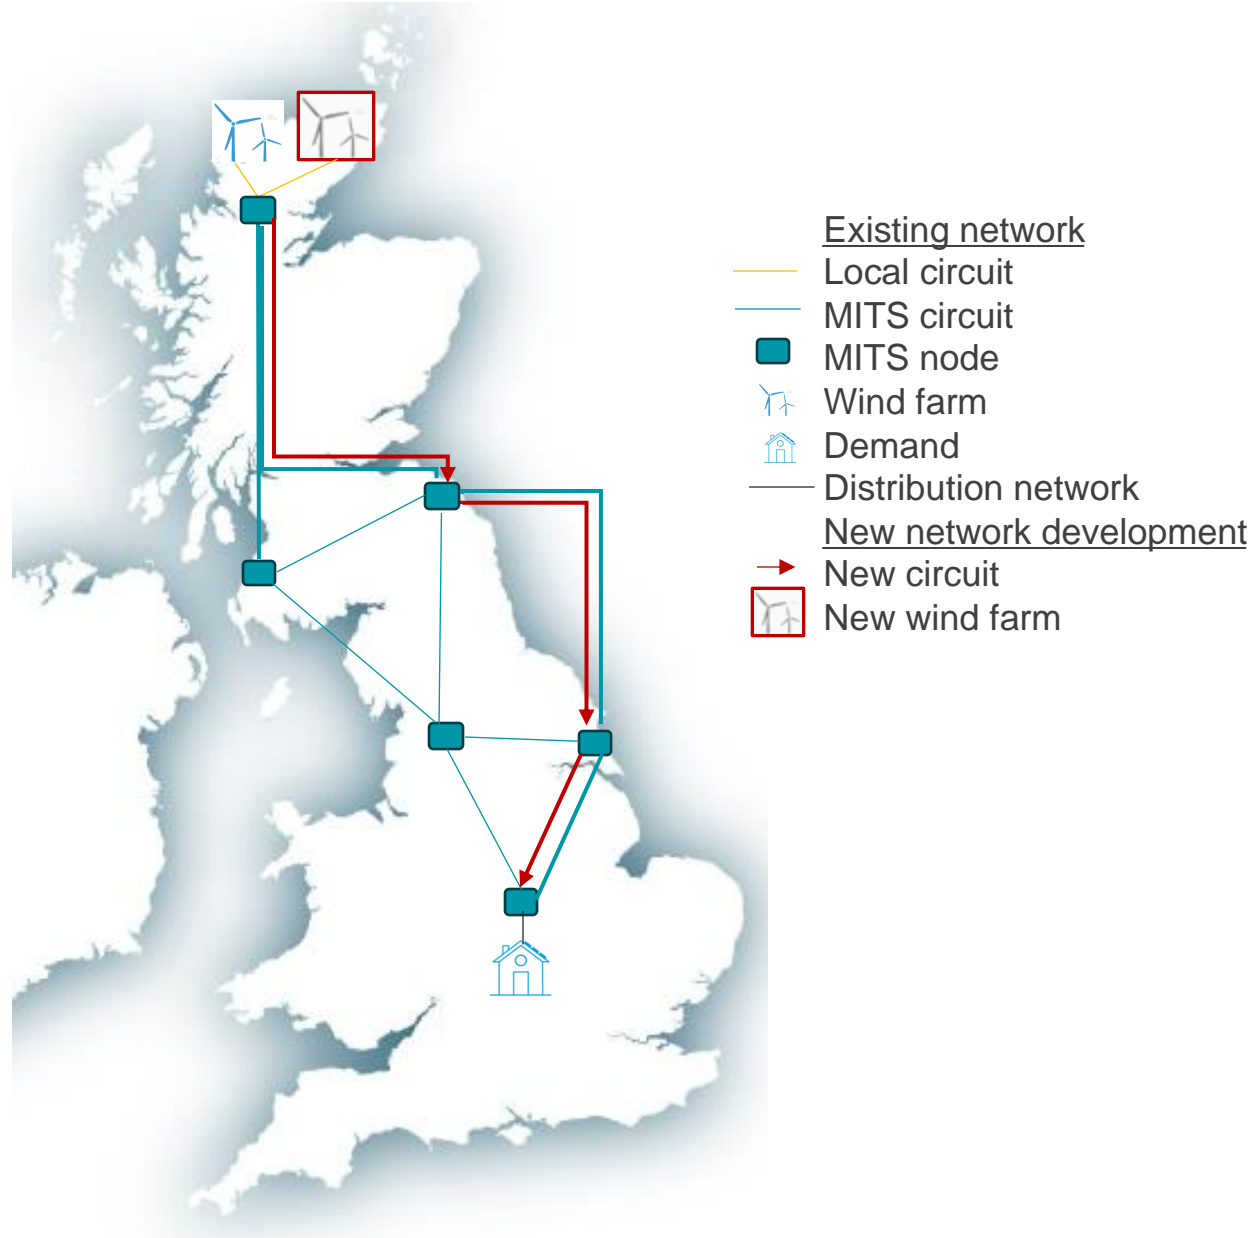 Existing network
Local circuit
MITS circuit
MITS node
Wind farm
Demand
Distribution network
New network development
New circuit
New wind farm